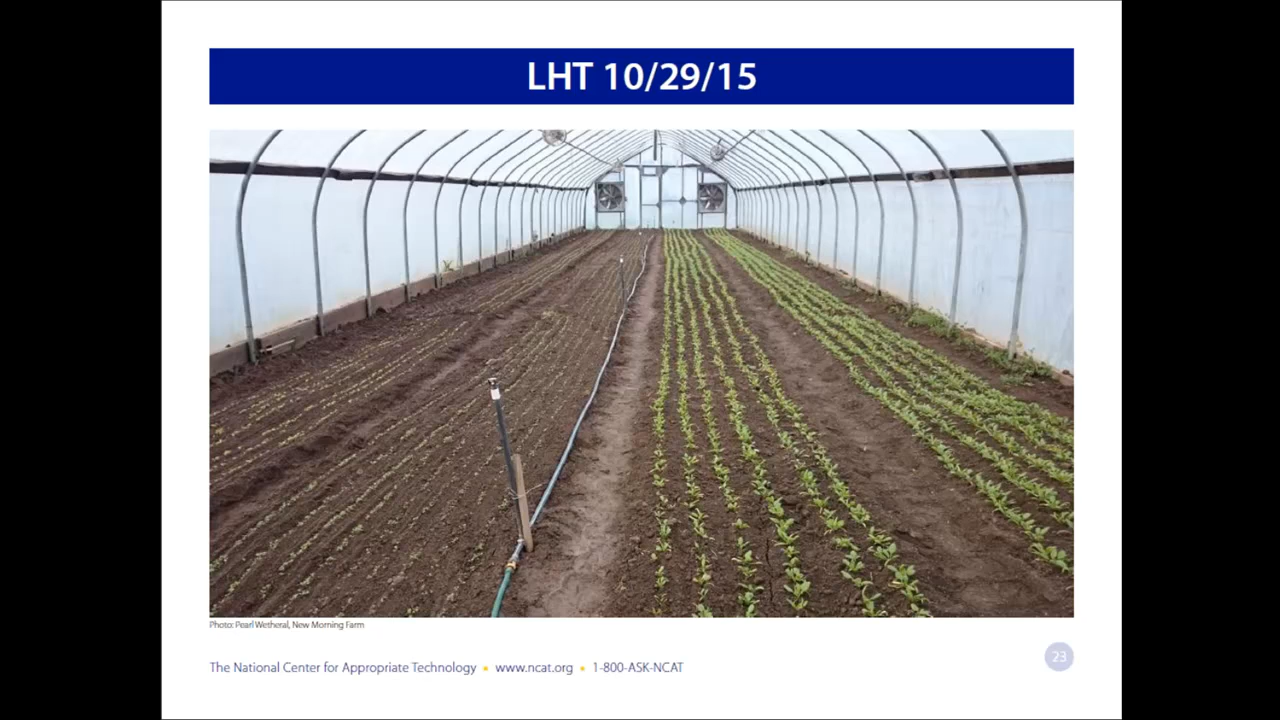 LHT 10/29/15
Photo: Pearl Wetheral, New Morning Farm
The National Center for Appropriate Technology ▪ www.ncat.org ▪ 1-800-ASK-NCAT
23